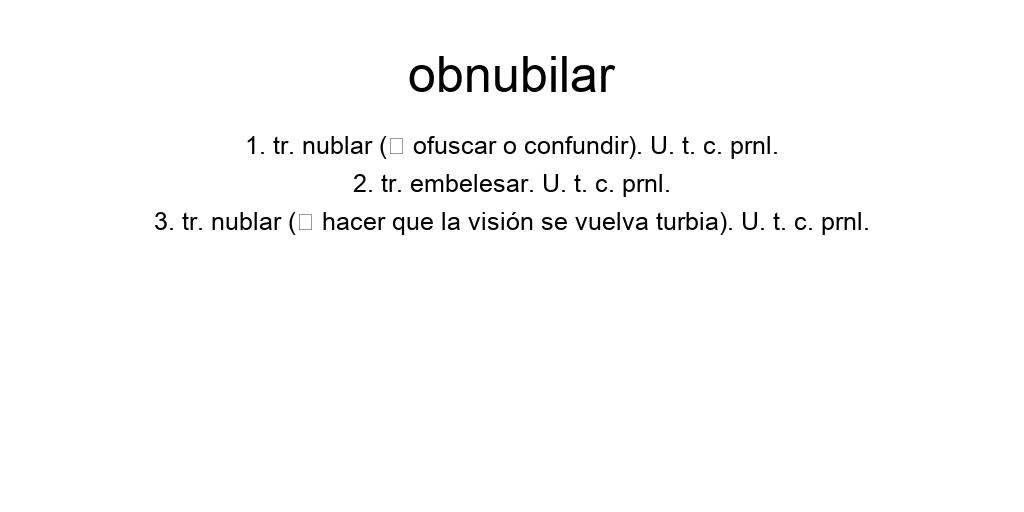 obnubilar
1. tr. nublar (□ ofuscar o confundir). U. t. c. prnl.
2. tr. embelesar. U. t. c. prnl.
3. tr. nublar (□ hacer que la visión se vuelva turbia). U. t. c. prnl.